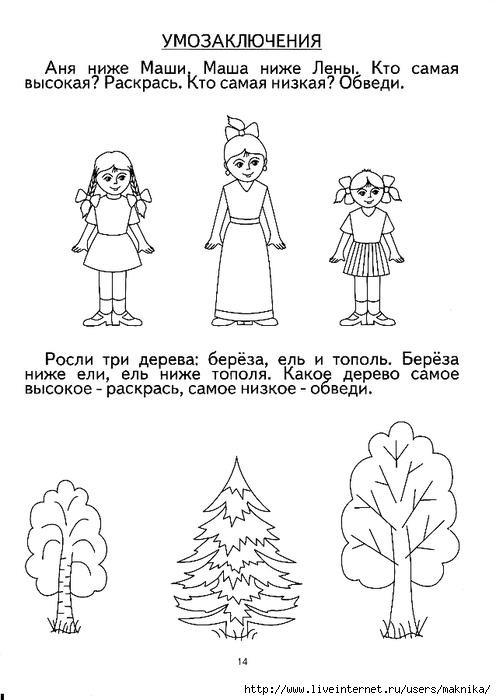 УМОЗАКЛЮЧЕНИЯ
Аня ниже Маши, Маша ниже Лены. Кто самая
высокая? Раскрась. Кто самая низкая? Обведи.
Росли три дерева: берёза, ель и тополь. Берёза
ниже ели, ель ниже тополя. Какое дерево самое
высокое - раскрась, самое низкое - обведи.
14
http://www.liveinternet.ru/users/maknika/